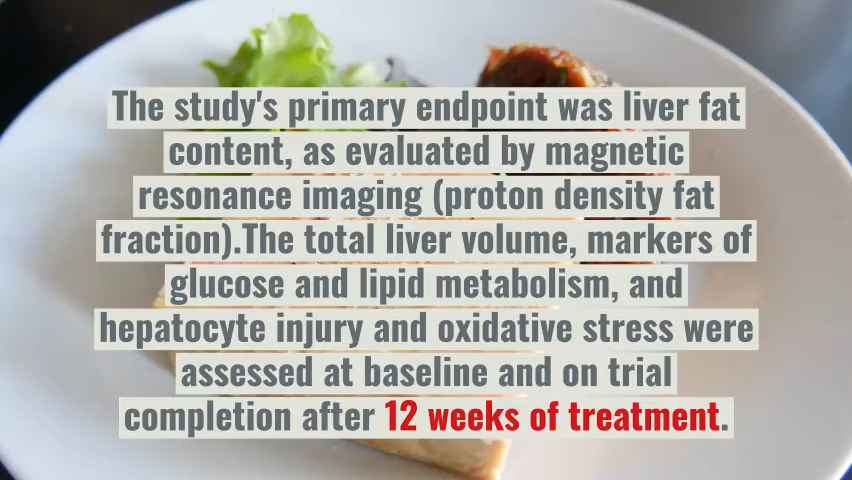 The study's primary endpoint was liver fat
content, as evaluated by magnetic
resonance imaging (proton density fat
fraction).The total liver volume, markers of
glucose and lipid metabolism, and
hepatocyte injury and oxidative stress were
assessed at baseline and on trial
completion after 12 weeks of treatment.